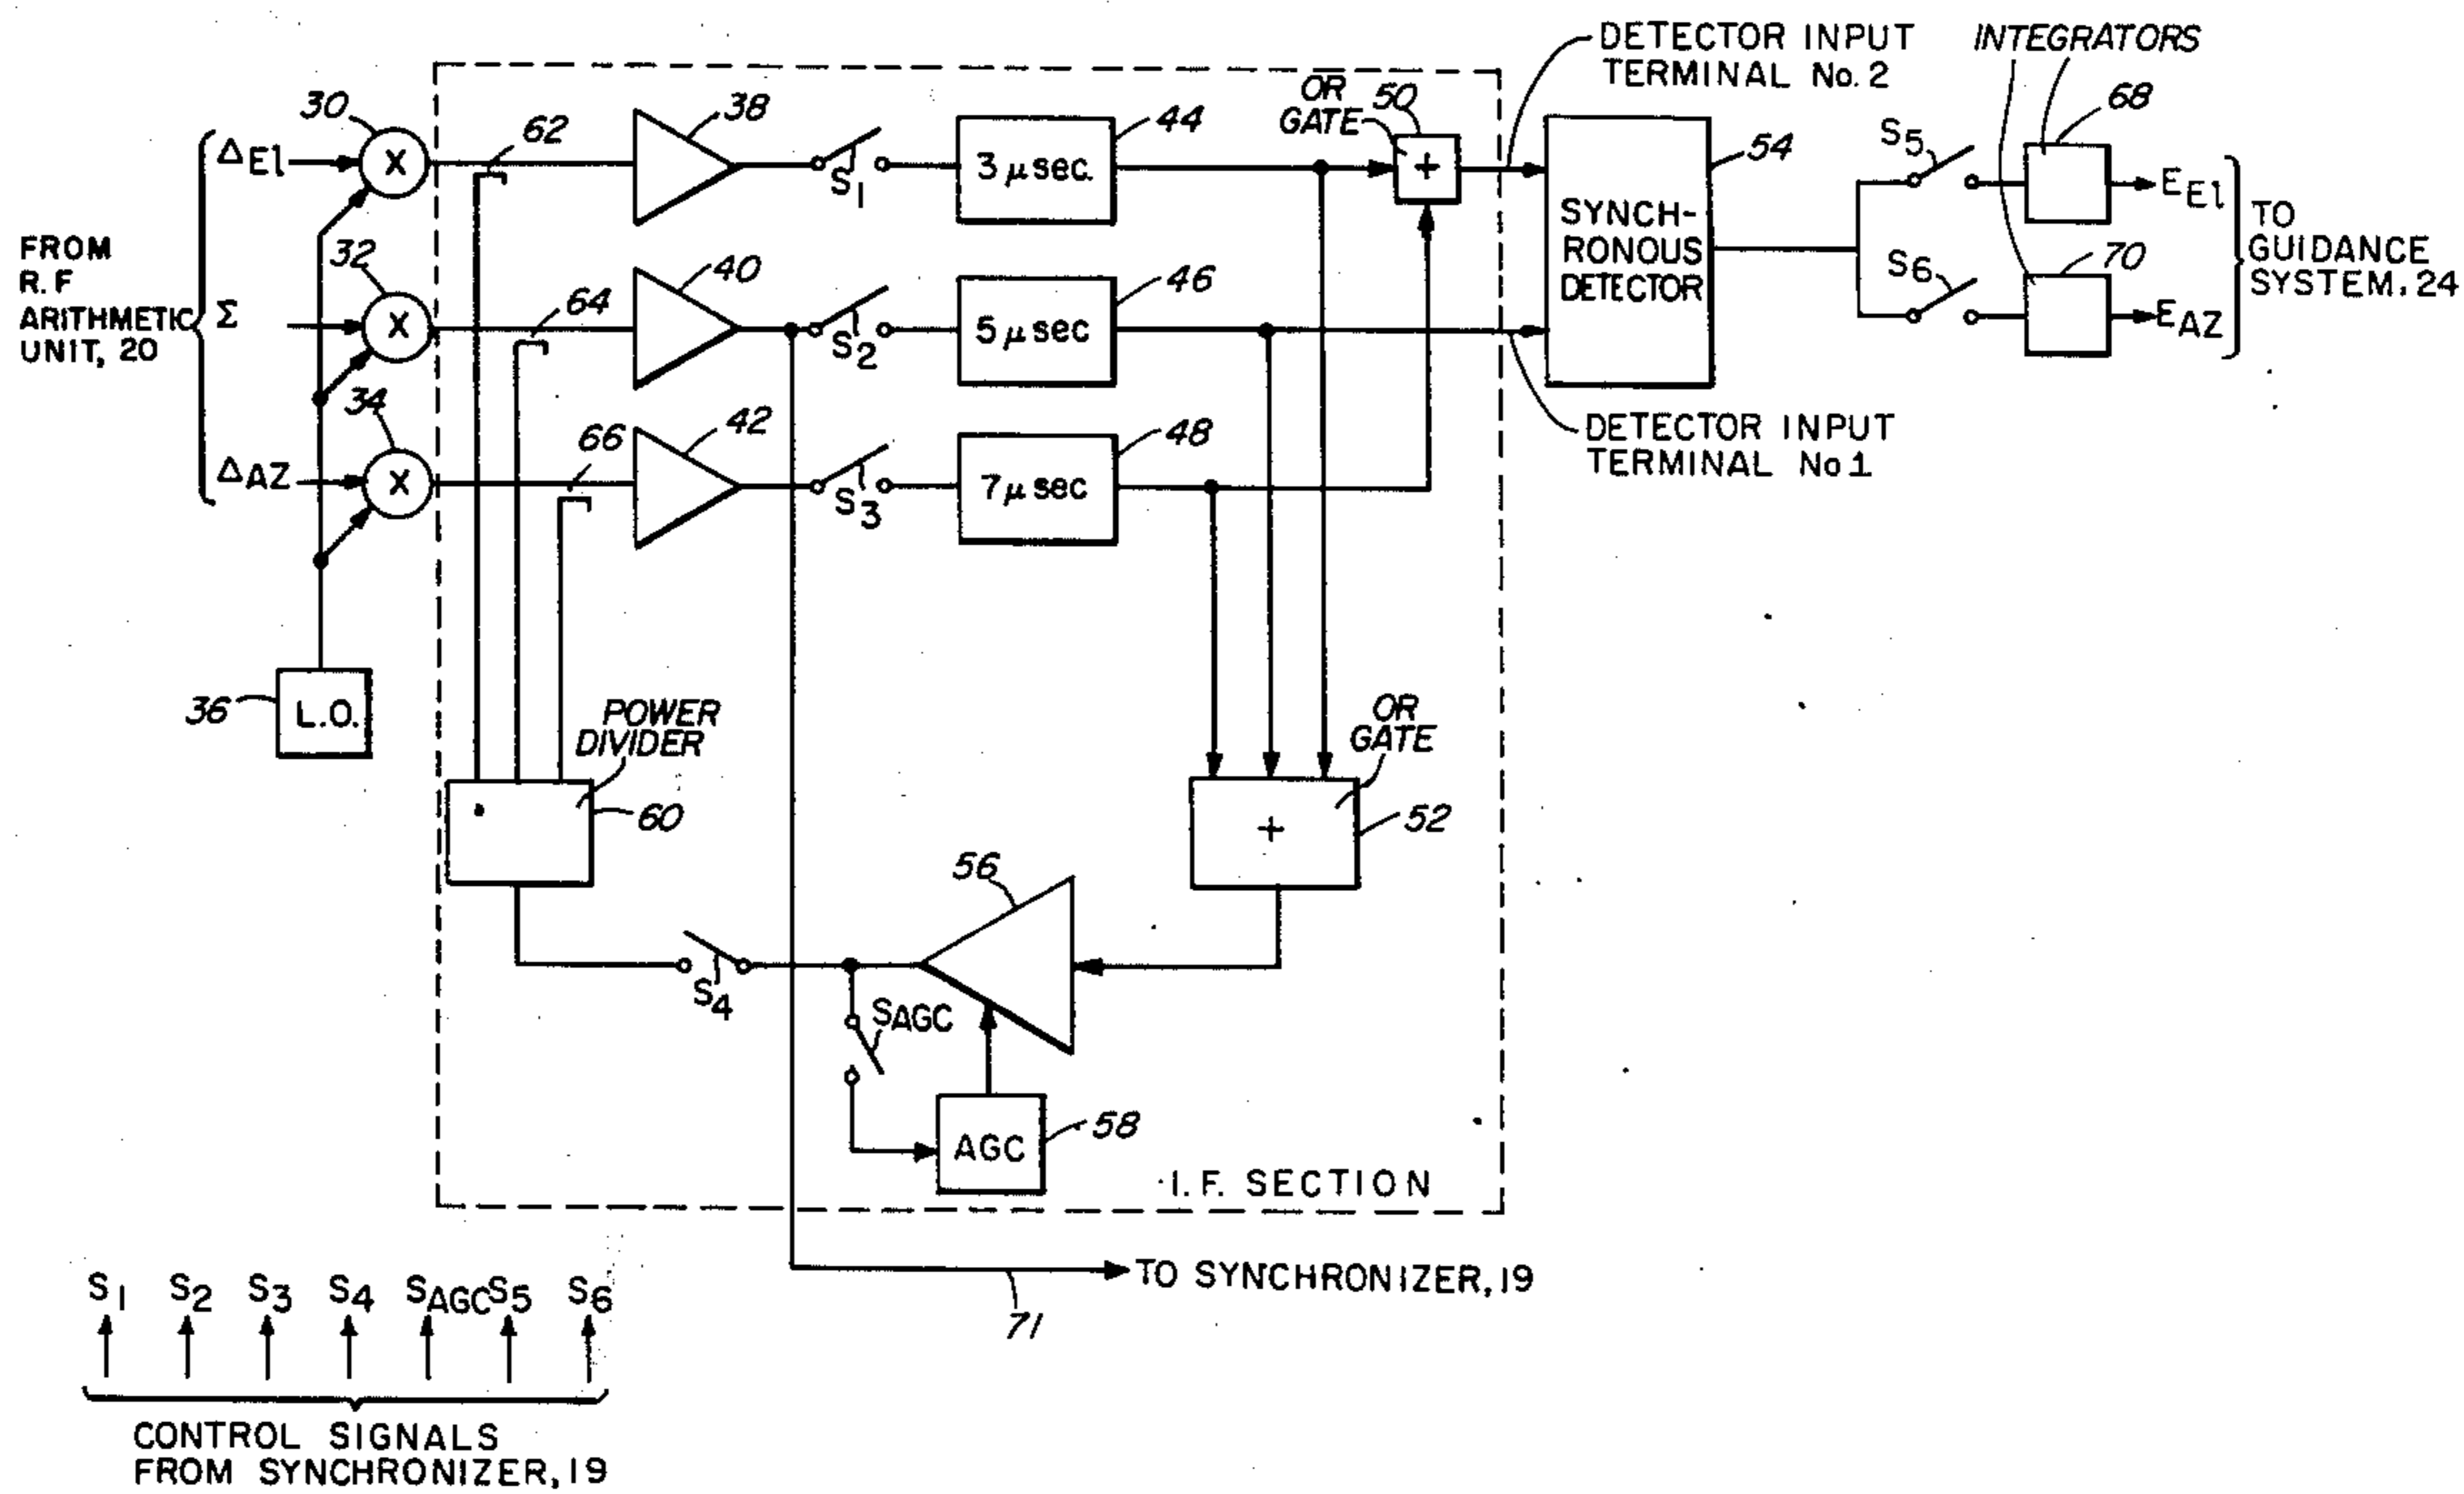 DETECTOR INPUT
TERMINAL No. 2
INTEGRATORS
OR
GATE
50
30
62
38
44
68
ΔEl
X
S1
3 μsec.
+
54
S5
EEl
FROM
R.F
ARITHMETIC
UNIT, 20
32
40
46
SYNCH-
RONOUS
DETECTOR
S6
70
TO
GUIDANCE
SYSTEM, 24
Σ
X
64
S2
5 μsec
EAZ
34
66
42
48
DETECTOR INPUT
TERMINAL No 1
ΔAZ
X
S3
7 μsec
36
L.O.
POWER
DIVIDER
60
OR
GATE
+
52
56
S4
SAGC
AGC
58
I.F. SECTION
TO SYNCHRONIZER, 19
71
S1 S2 S3 S4 SAGC S5 S6
CONTROL SIGNALS
FROM SYNCHRONIZER, 19